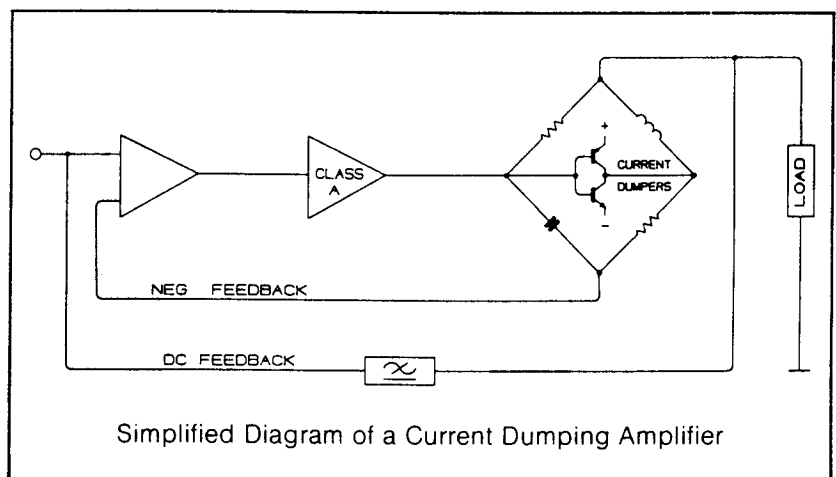 CLASS
A
+
CURRENT
DUMPERS
−
LOAD
NEG FEEDBACK
DC FEEDBACK
Simplified Diagram of a Current Dumping Amplifier